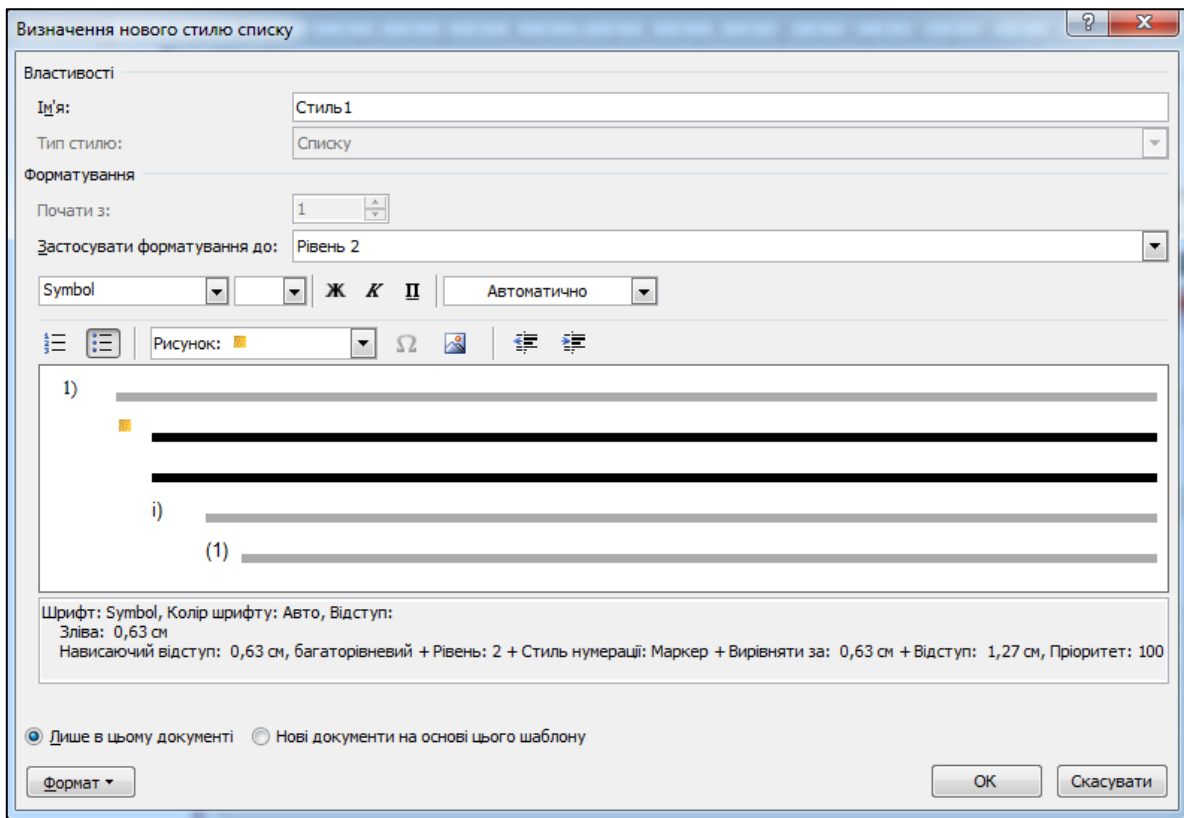 Визначення нового стилю списку
Властивості
Ім'я: Стиль1
Тип стилю: Списку
Форматування
Почати з: 1
Застосувати форматування до: Рівень 2
Symbol Ж К П Автоматично
Рисунок: Ω
1)
i)
(1)
Шрифт: Symbol, Колір шрифту: Авто, Відступ:
Зліва: 0,63 см
Нависаючий відступ: 0,63 см, багаторівневий + Рівень: 2 + Стиль нумерації: Маркер + Вирівняти за: 0,63 см + Відступ: 1,27 см, Пріоритет: 100
Лише в цьому документі Нові документи на основі цього шаблону
Формат OK Скасувати